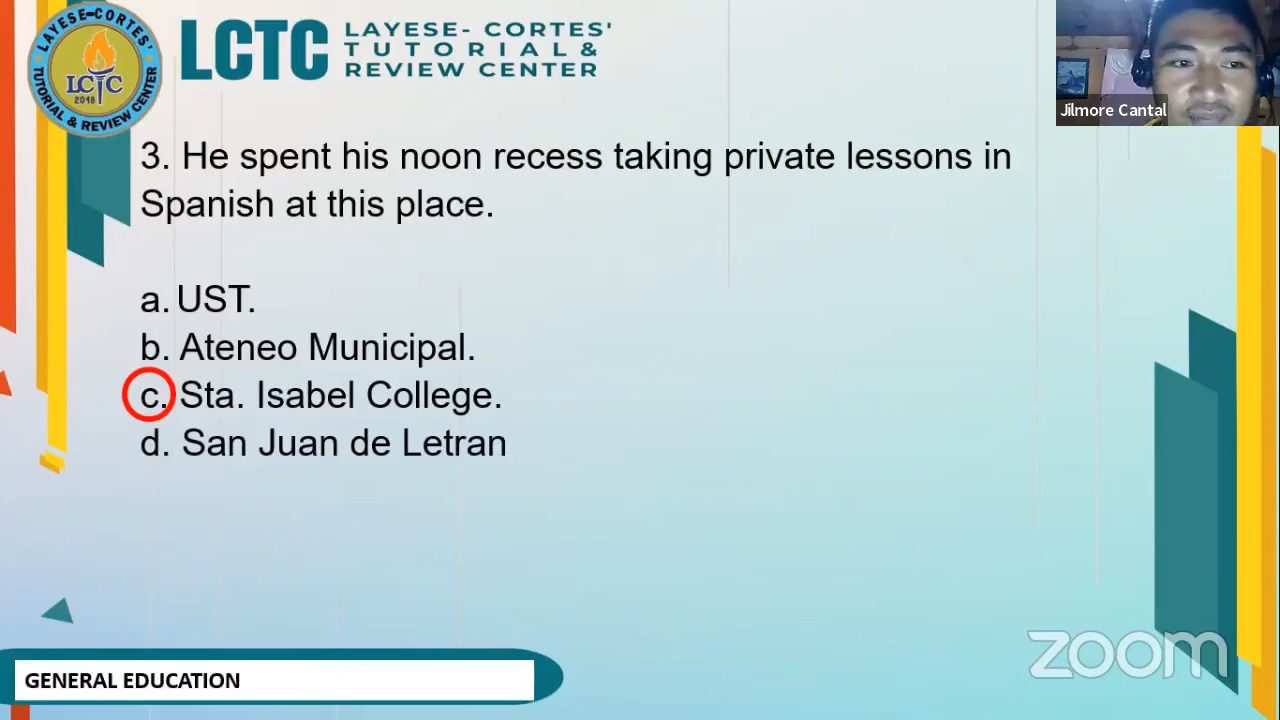 LAYESE-CORTES'
LCTC
2018
TUTORIAL & REVIEW CENTER
LCTC
LAYESE- CORTES'
TUTORIAL &
REVIEW CENTER
Jilmore Cantal
3. He spent his noon recess taking private lessons in
Spanish at this place.
a. UST.
b. Ateneo Municipal.
c. Sta. Isabel College.
d. San Juan de Letran
zoom
GENERAL EDUCATION